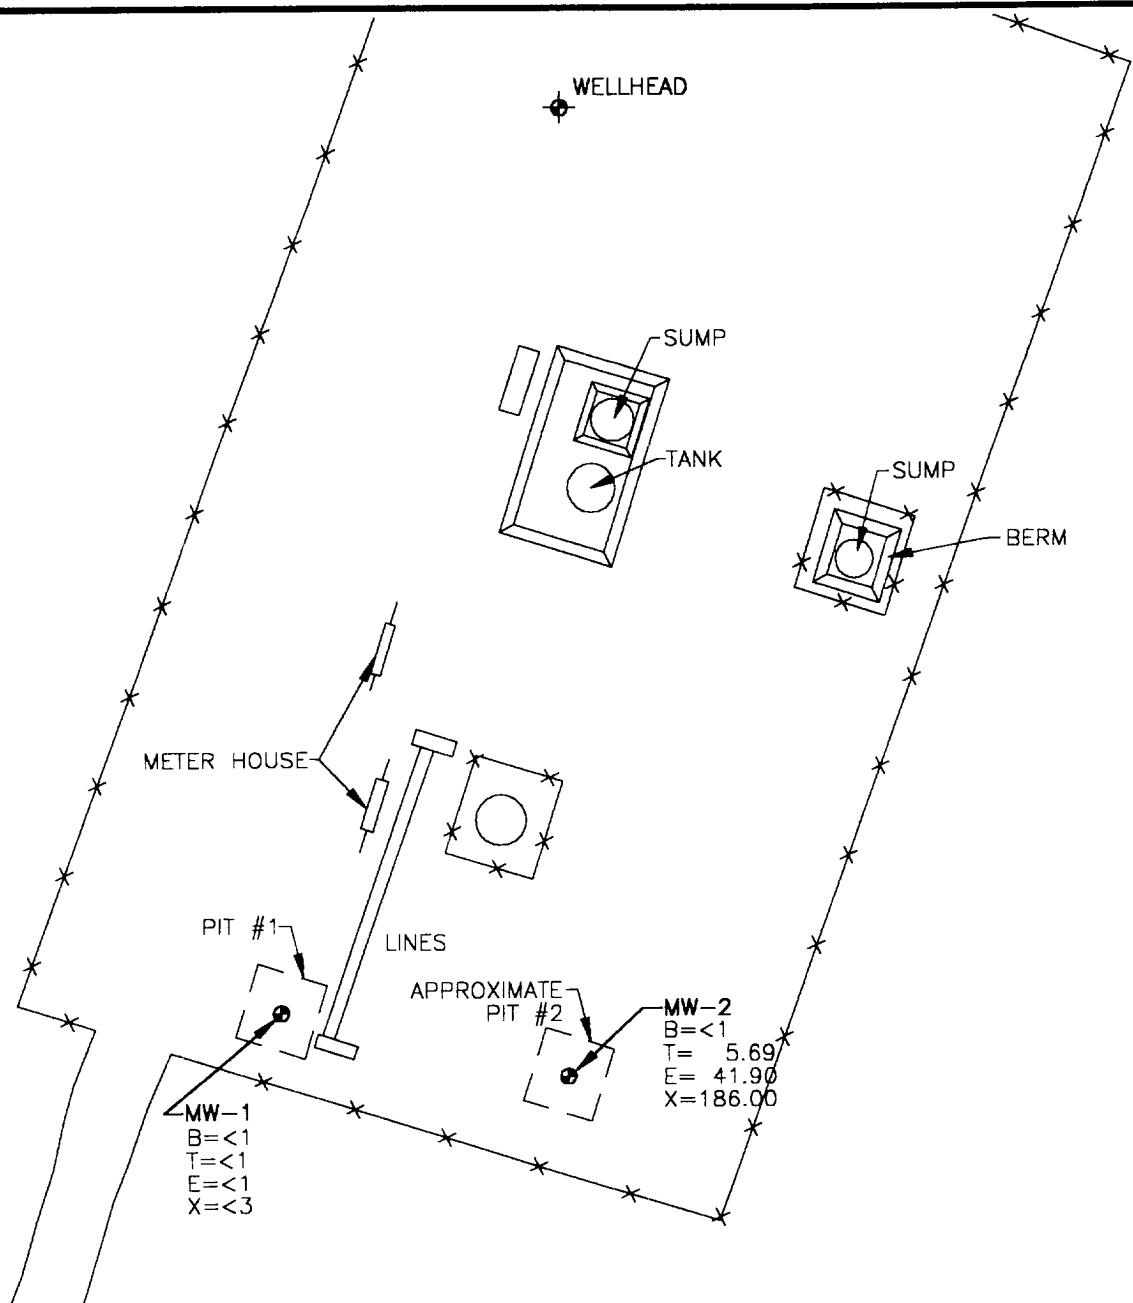 WELLHEAD
SUMP
TANK
SUMP
BERM
METER HOUSE
PIT #1
LINES
APPROXIMATE
PIT #2
MW-2
B=<1
T= 5.69
E= 41.90
X=186.00
MW-1
B=<1
T=<1
E=<1
X=<3